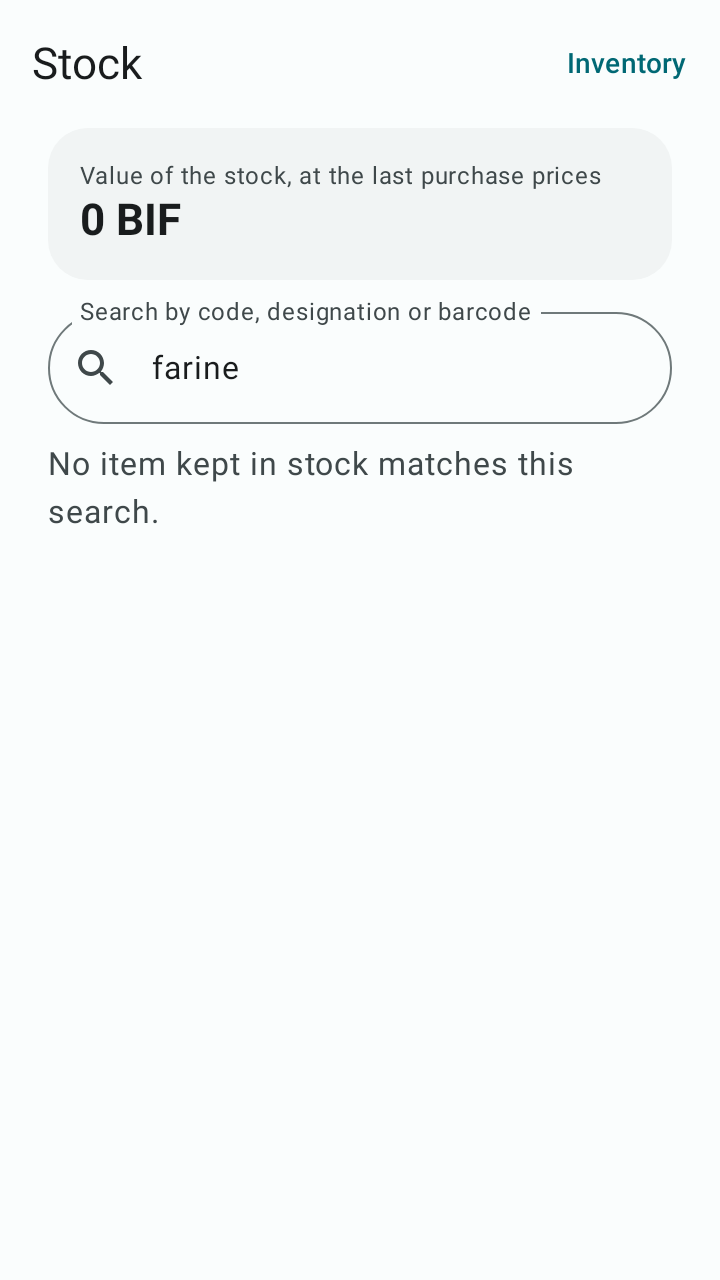 Stock
Inventory
Value of the stock, at the last purchase prices
0 BIF
Search by code, designation or barcode
farine
No item kept in stock matches this
search.